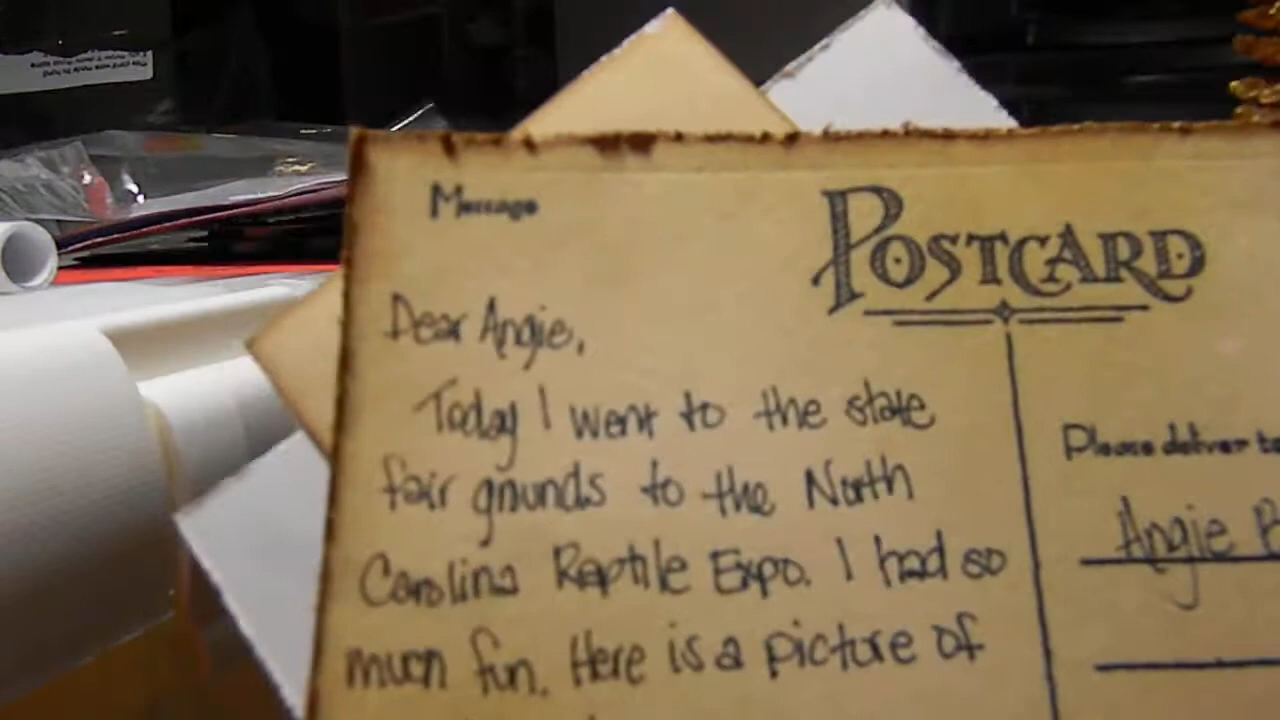 Message
POSTCARD
Dear Angie,
Today I went to the state
fair grounds to the North
Carolina Reptile Expo. I had so
much fun. Here is a picture of
Please deliver to
Angie B